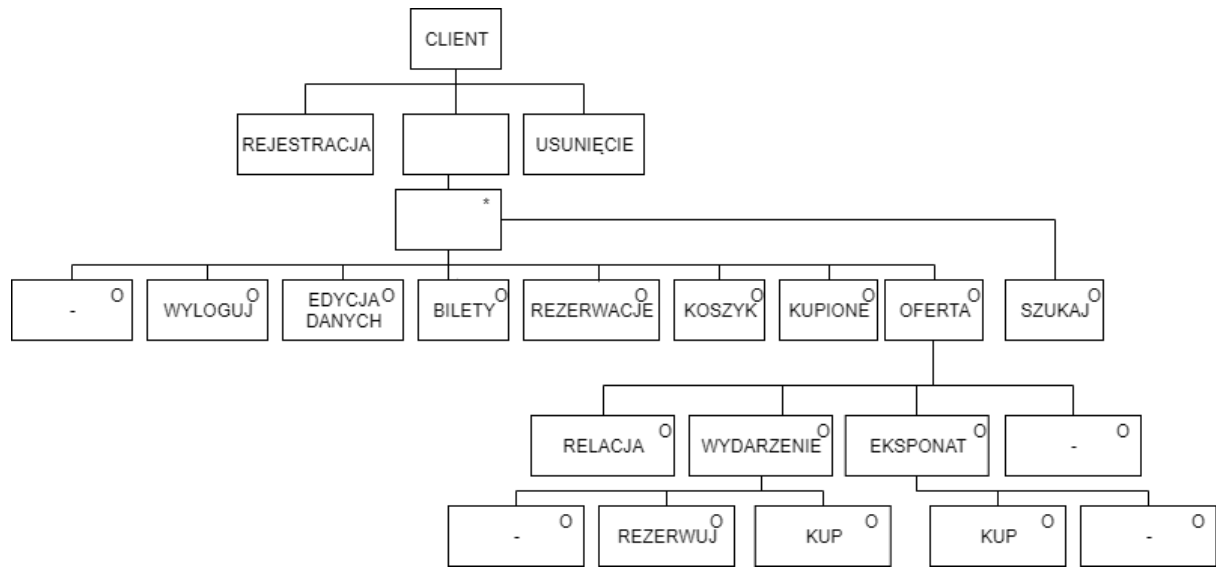 CLIENT
REJESTRACJA
USUNIĘCIE
*
- O
WYLOGUJ O
EDYCJA O
DANYCH
BILETY O
REZERWACJE O
KOSZYK O
KUPIONE O
OFERTA O
SZUKAJ O
RELACJA O
WYDARZENIE O
EKSPONAT O
- O
- O
REZERWUJ O
KUP O
KUP O
- O